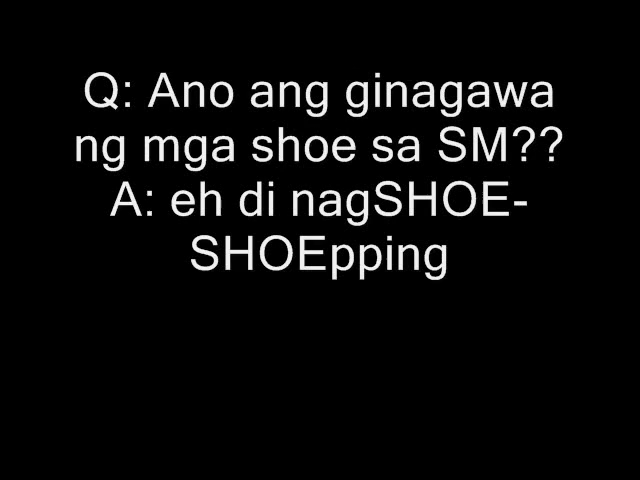 Q: Ano ang ginagawa
ng mga shoe sa SM??
A: eh di nagSHOE-
SHOEpping